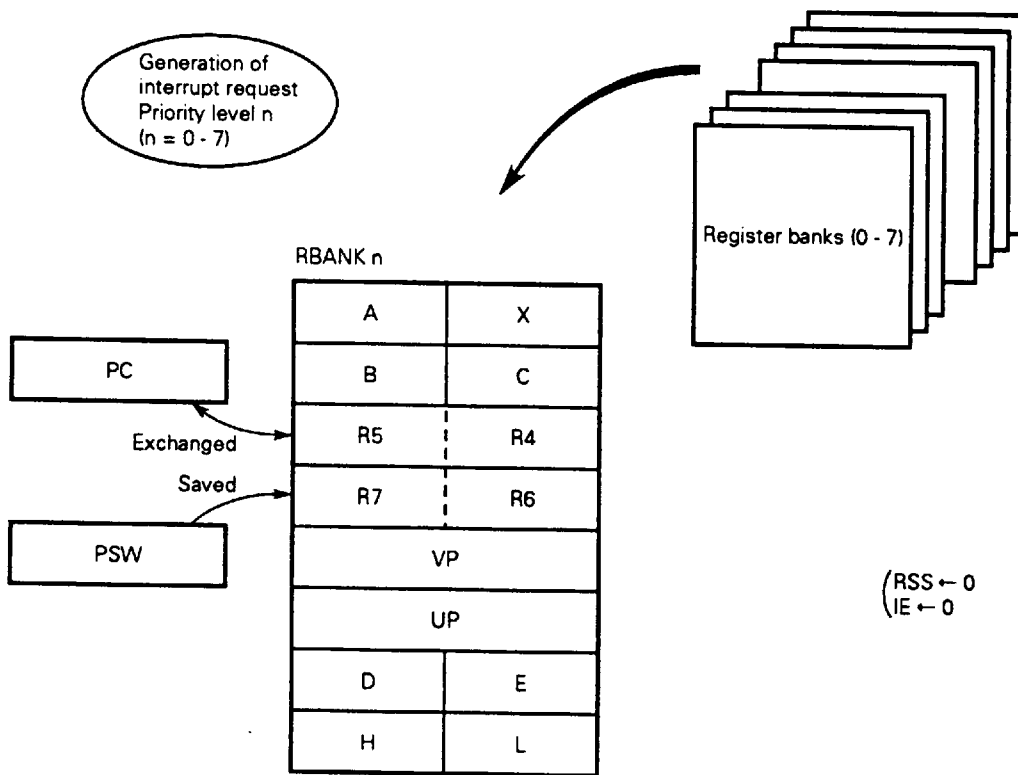 Generation of
interrupt request
Priority level n
(n = 0 - 7)
Register banks (0 - 7)
RBANK n
A X
B C
R5 R4
R7 R6
VP
UP
D E
H L
PC
Exchanged
Saved
PSW
RSS ← 0
IE ← 0